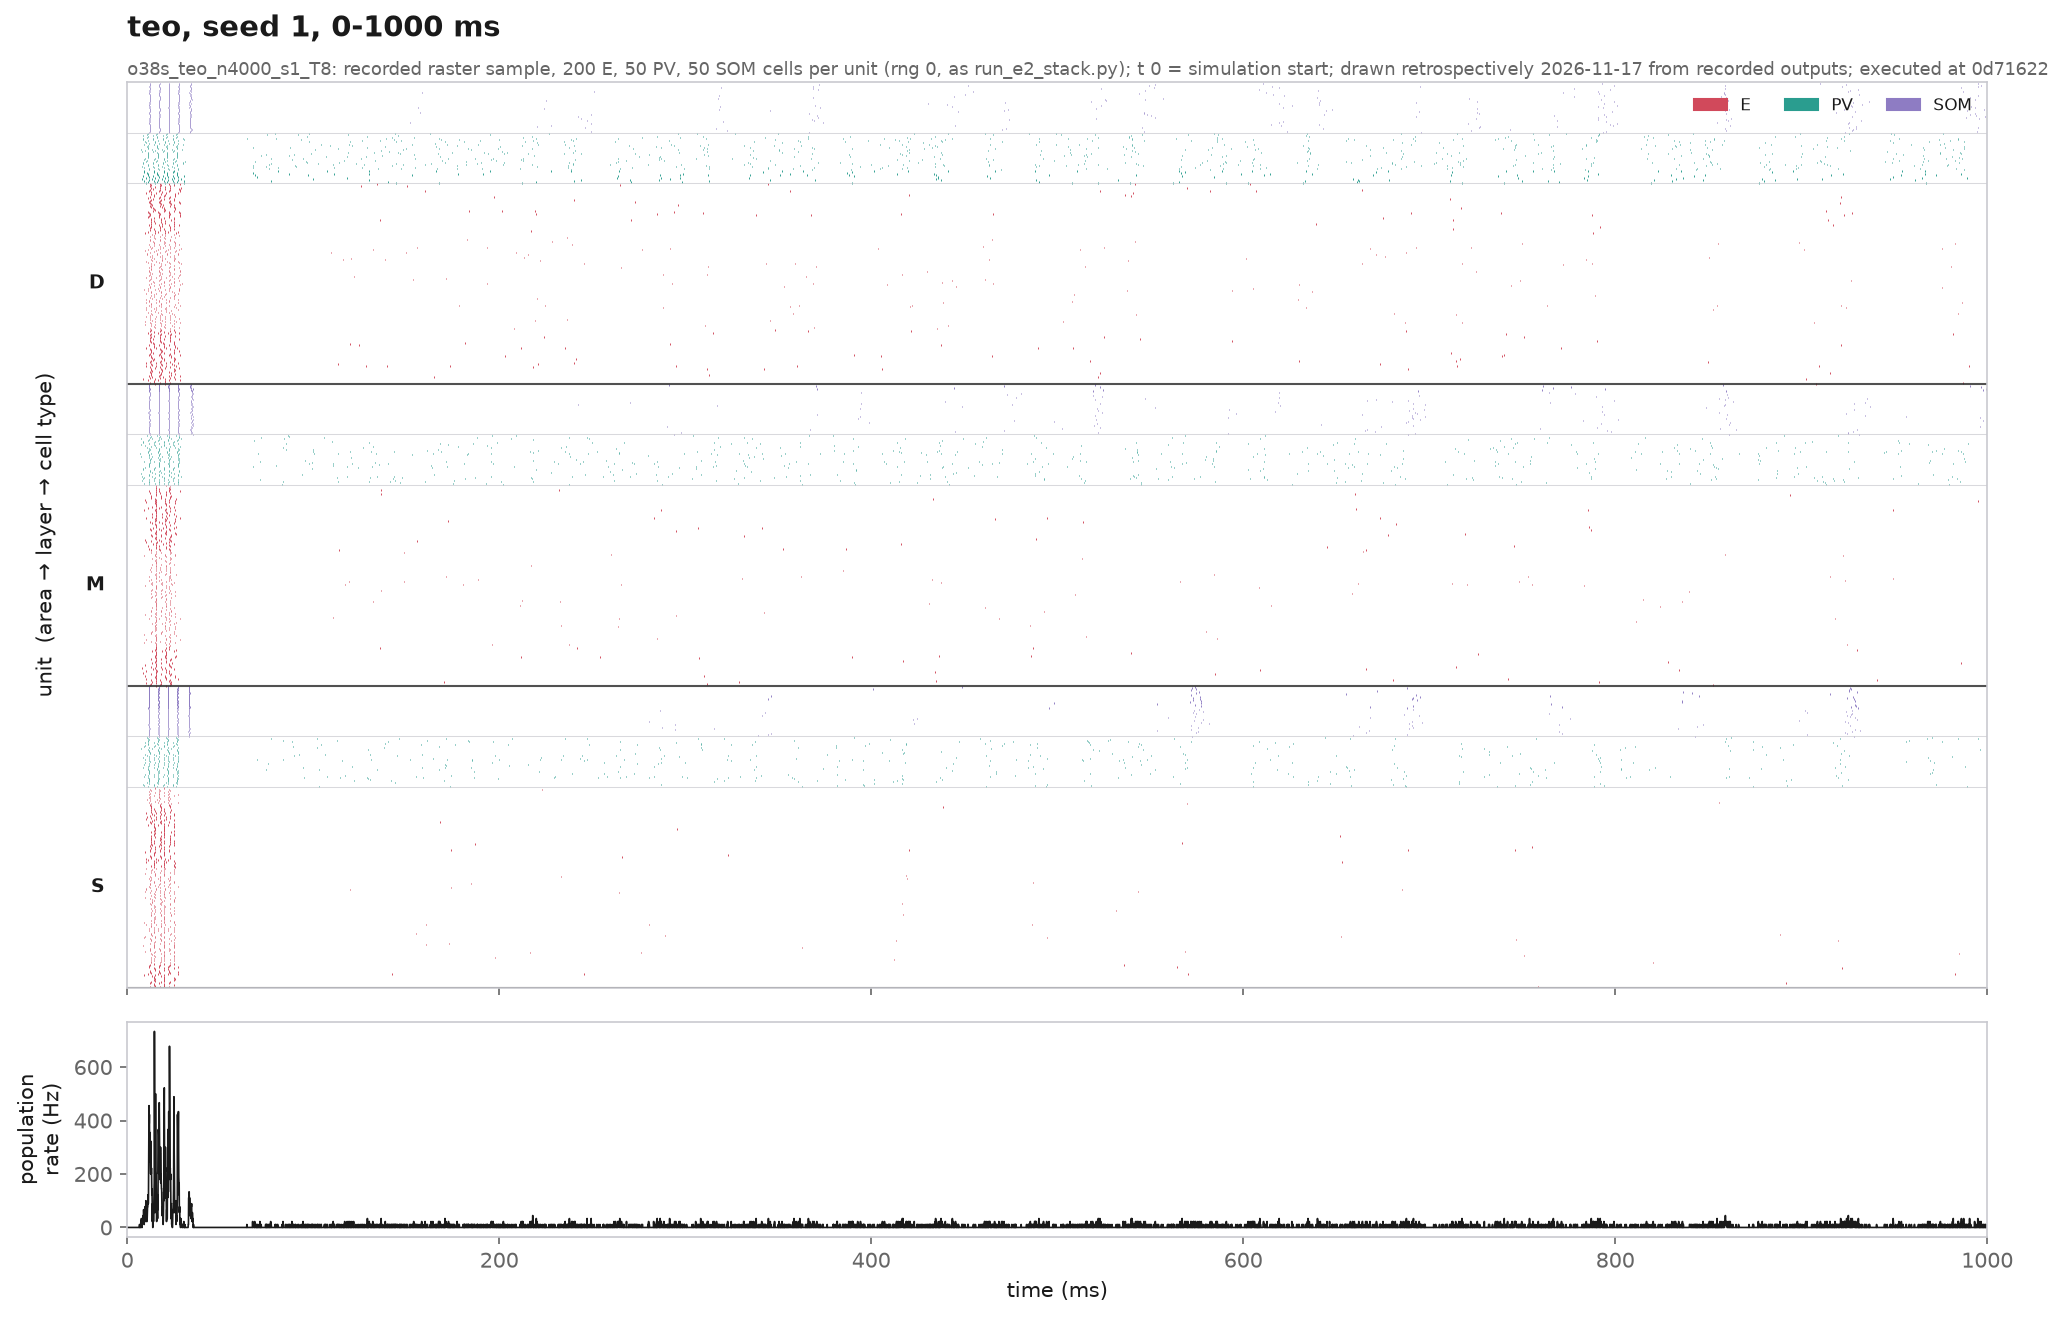 teo, seed 1, 0-1000 ms
o38s_teo_n4000_s1_T8: recorded raster sample, 200 E, 50 PV, 50 SOM cells per unit (rng 0, as run_e2_stack.py); t 0 = simulation start; drawn retrospectively 2026-11-17 from recorded outputs; executed at 0d71622
E PV SOM
D
M
S
unit (area → layer → cell type)
600
400
200
0
population
rate (Hz)
0 200 400 600 800 1000
time (ms)